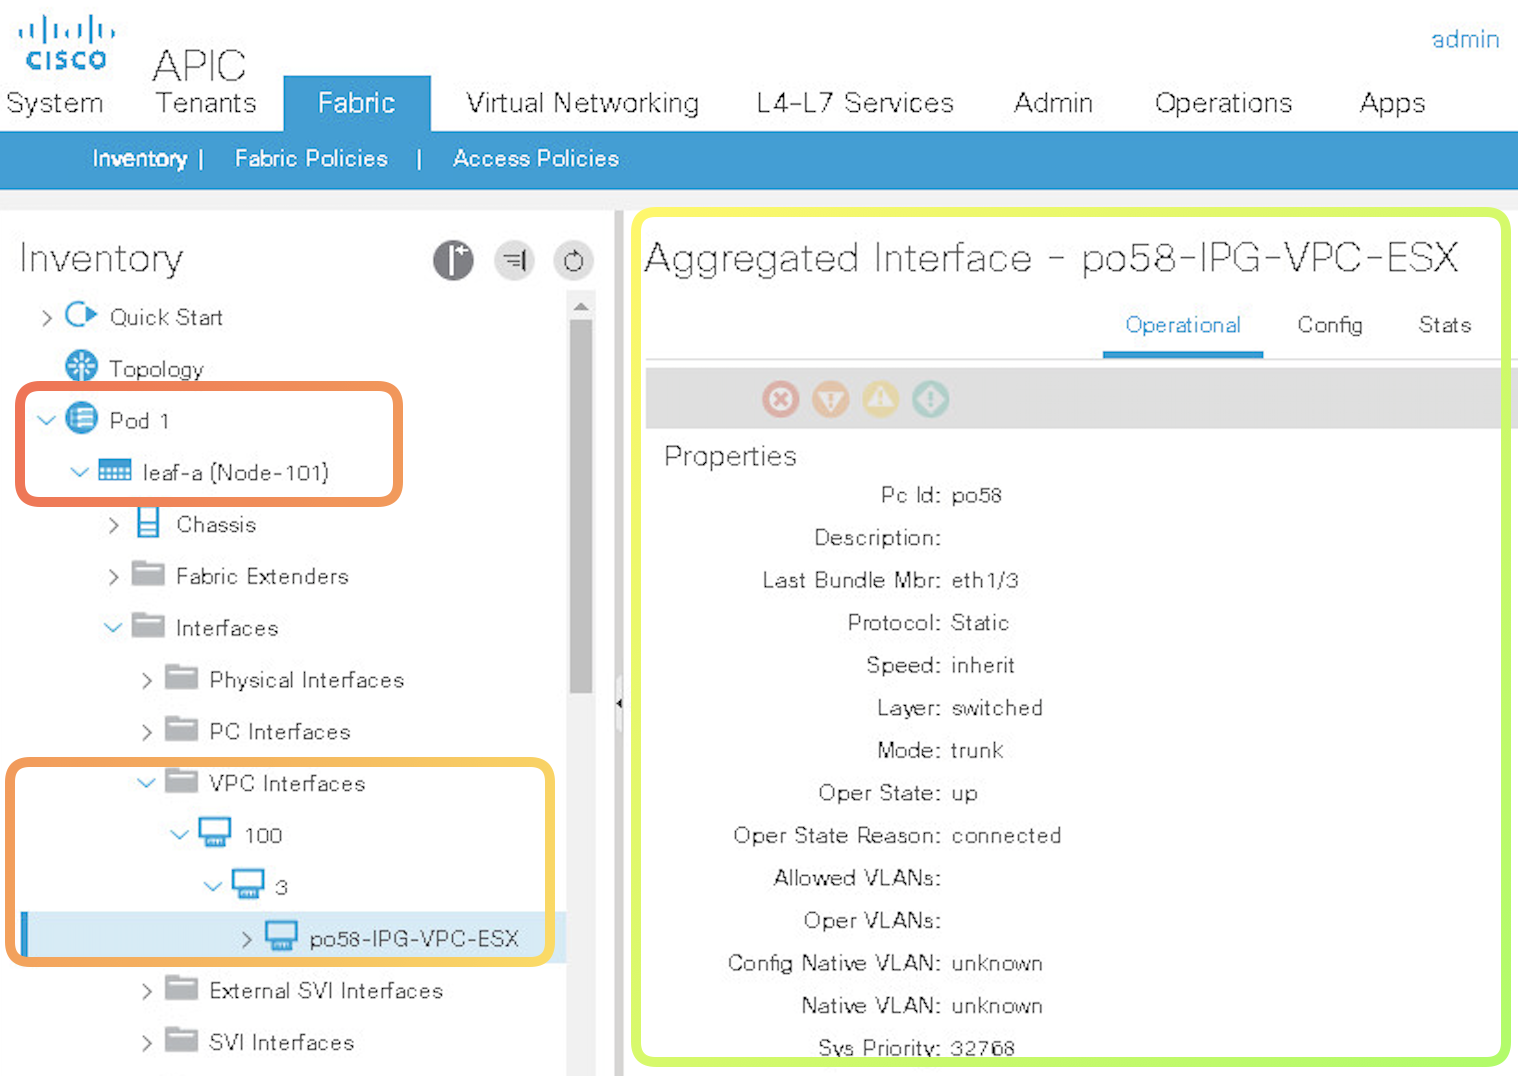 admin
CISCO
APIC
System Tenants Fabric Virtual Networking L4-L7 Services Admin Operations Apps
Inventory | Fabric Policies | Access Policies
Inventory
Quick Start
Topology
Pod 1
leaf-a (Node-101)
Chassis
Fabric Extenders
Interfaces
Physical Interfaces
PC Interfaces
VPC Interfaces
100
3
po58-IPG-VPC-ESX
External SVI Interfaces
SVI Interfaces
Aggregated Interface - po58-IPG-VPC-ESX
Operational Config Stats
Properties
Pc Id: po58
Description:
Last Bundle Mbr: eth1/3
Protocol: Static
Speed: inherit
Layer: switched
Mode: trunk
Oper State: up
Oper State Reason: connected
Allowed VLANs:
Oper VLANs:
Config Native VLAN: unknown
Native VLAN: unknown
Sys Priority: 32768